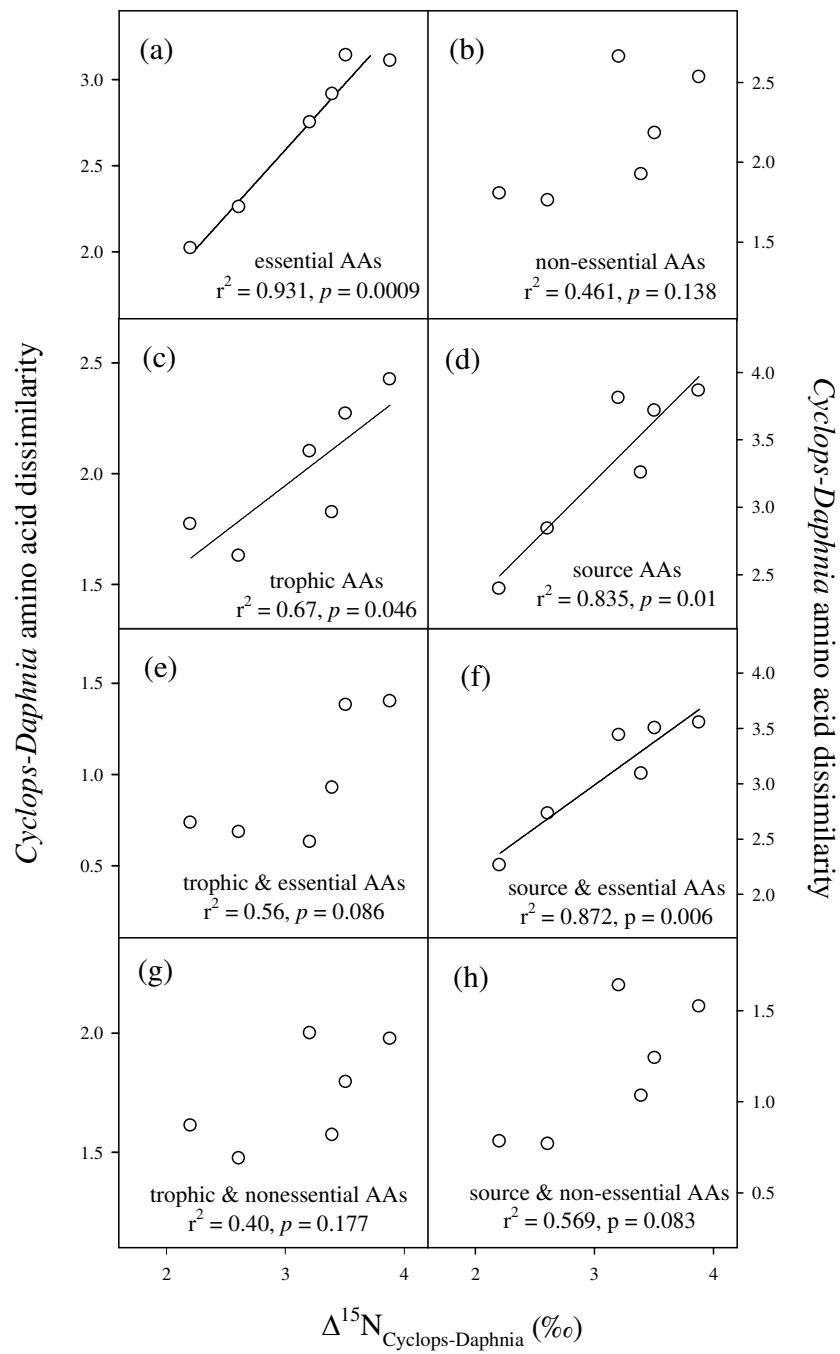 Cyclops-Daphnia amino acid dissimilarity
(a)
3.0
2.5
2.0
essential AAs
r² = 0.931, p = 0.0009
(b)
2.5
2.0
1.5
non-essential AAs
r² = 0.461, p = 0.138
(c)
2.5
2.0
1.5
trophic AAs
r² = 0.67, p = 0.046
(d)
4.0
3.5
3.0
2.5
source AAs
r² = 0.835, p = 0.01
(e)
1.5
1.0
0.5
trophic & essential AAs
r² = 0.56, p = 0.086
(f)
4.0
3.5
3.0
2.5
2.0
source & essential AAs
r² = 0.872, p = 0.006
(g)
2.0
1.5
trophic & nonessential AAs
r² = 0.40, p = 0.177
(h)
1.5
1.0
0.5
source & non-essential AAs
r² = 0.569, p = 0.083
Cyclops-Daphnia amino acid dissimilarity
2 3 4 2 3 4
Δ¹⁵N Cyclops-Daphnia (‰)